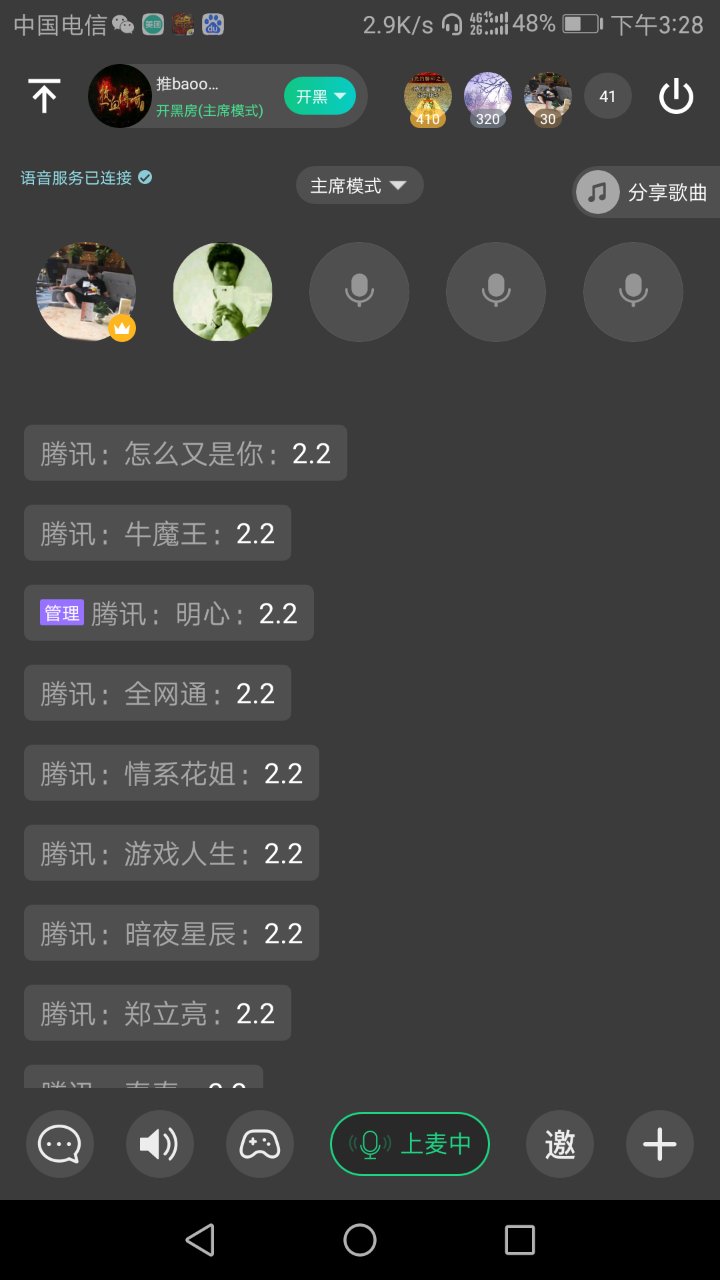 中国电信 2.9K/s 4G 2G 48% 下午3:28
推baoo...
开黑房(主席模式)
开黑
410 320 30 41
语音服务已连接
主席模式
分享歌曲
腾讯：怎么又是你：2.2
腾讯：牛魔王：2.2
管理 腾讯：明心：2.2
腾讯：全网通：2.2
腾讯：情系花姐：2.2
腾讯：游戏人生：2.2
腾讯：暗夜星辰：2.2
腾讯：郑立亮：2.2
上麦中 邀